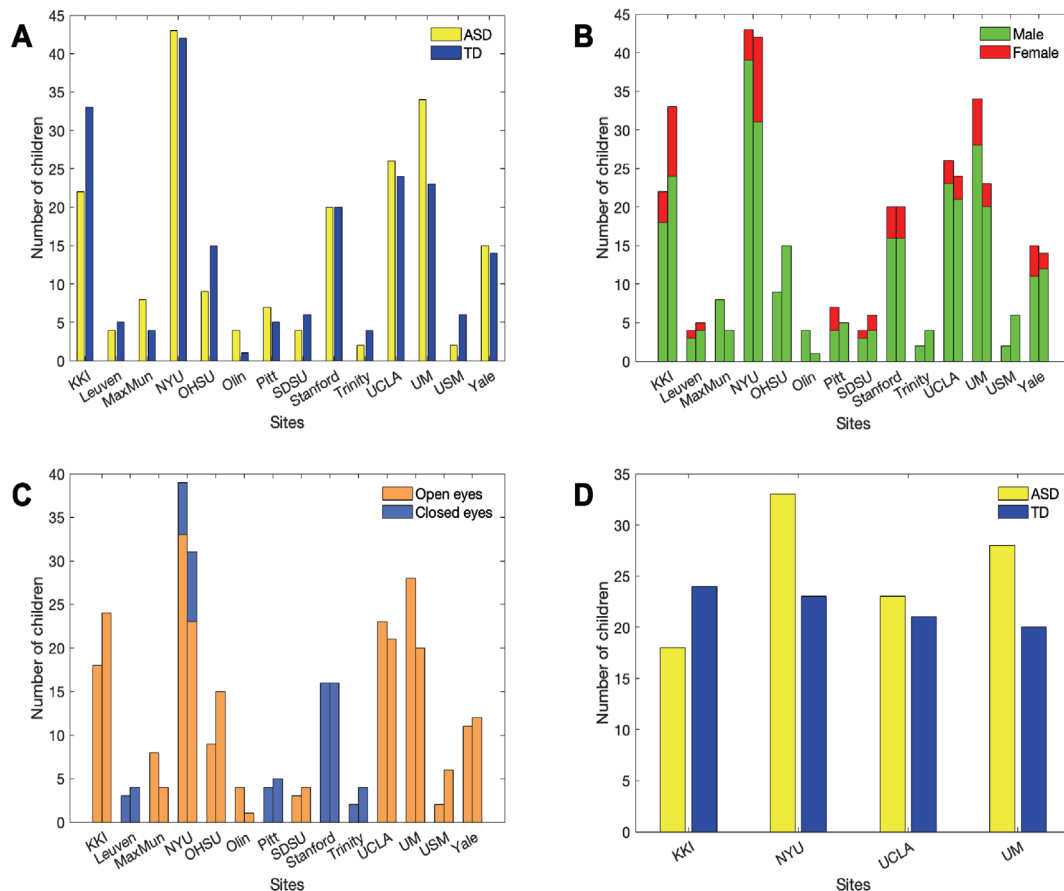 A
Number of children
45
40
35
30
25
20
15
10
5
0
ASD
TD
KKI
Leuven
MaxMun
NYU
OHSU
Olin
Pitt
SDSU
Stanford
Trinity
UCLA
UM
USM
Yale
Sites
B
Number of children
45
40
35
30
25
20
15
10
5
0
Male
Female
KKI
Leuven
MaxMun
NYU
OHSU
Olin
Pitt
SDSU
Stanford
Trinity
UCLA
UM
USM
Yale
Sites
C
Number of children
40
35
30
25
20
15
10
5
0
Open eyes
Closed eyes
KKI
Leuven
MaxMun
NYU
OHSU
Olin
Pitt
SDSU
Stanford
Trinity
UCLA
UM
USM
Yale
Sites
D
Number of children
35
30
25
20
15
10
5
0
ASD
TD
KKI
NYU
UCLA
UM
Sites